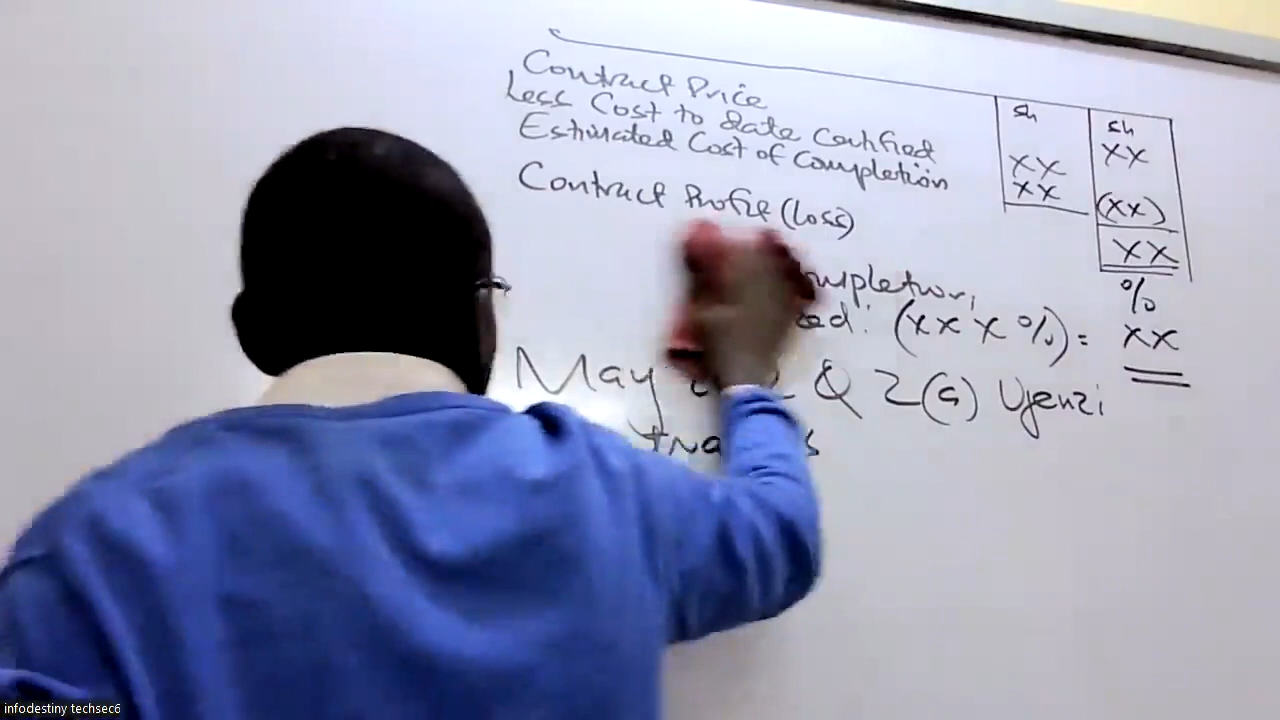 sh sh
Contract Price XX
Less Cost to date Certified XX
Estimated Cost of Completion XX (XX)
Contract Profit (Loss) XX
%
(XX X %) = XX
May & 2(a) Ujenzi
infodestiny techsec6